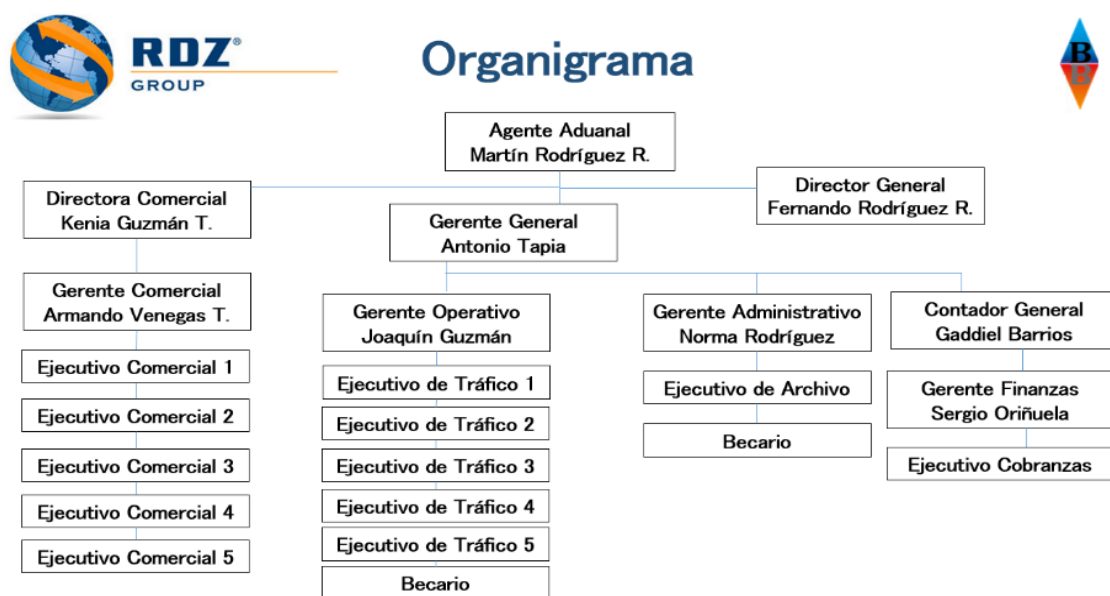 RDZ®
GROUP
Organigrama
B
B
Agente Aduanal
Martín Rodríguez R.
Directora Comercial
Kenia Guzmán T.
Director General
Fernando Rodríguez R.
Gerente General
Antonio Tapia
Gerente Comercial
Armando Venegas T.
Ejecutivo Comercial 1
Ejecutivo Comercial 2
Ejecutivo Comercial 3
Ejecutivo Comercial 4
Ejecutivo Comercial 5
Gerente Operativo
Joaquín Guzmán
Ejecutivo de Tráfico 1
Ejecutivo de Tráfico 2
Ejecutivo de Tráfico 3
Ejecutivo de Tráfico 4
Ejecutivo de Tráfico 5
Becario
Gerente Administrativo
Norma Rodríguez
Ejecutivo de Archivo
Becario
Contador General
Gaddiel Barrios
Gerente Finanzas
Sergio Oriñuela
Ejecutivo Cobranzas